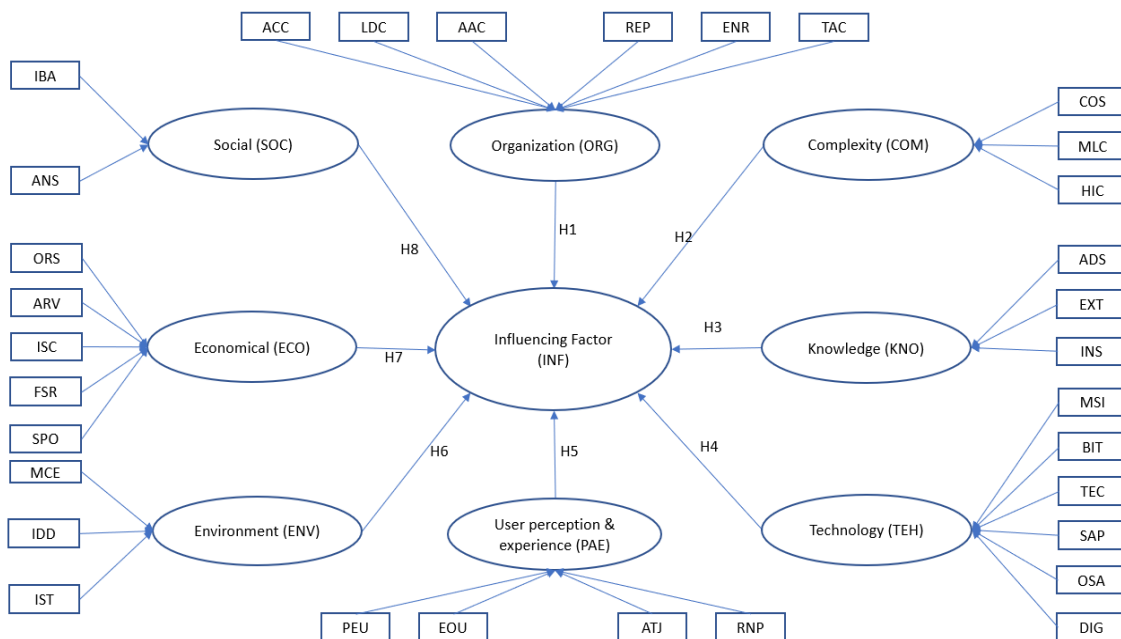 ACC
LDC
AAC
REP
ENR
TAC
IBA
ANS
Social (SOC)
Organization (ORG)
Complexity (COM)
COS
MLC
HIC
H8
H1
H2
ORS
ARV
ISC
FSR
SPO
Economical (ECO)
H7
Influencing Factor
(INF)
H3
Knowledge (KNO)
ADS
EXT
INS
MCE
IDD
IST
Environment (ENV)
H6
H5
H4
User perception &
experience (PAE)
Technology (TEH)
MSI
BIT
TEC
SAP
OSA
DIG
PEU
EOU
ATJ
RNP